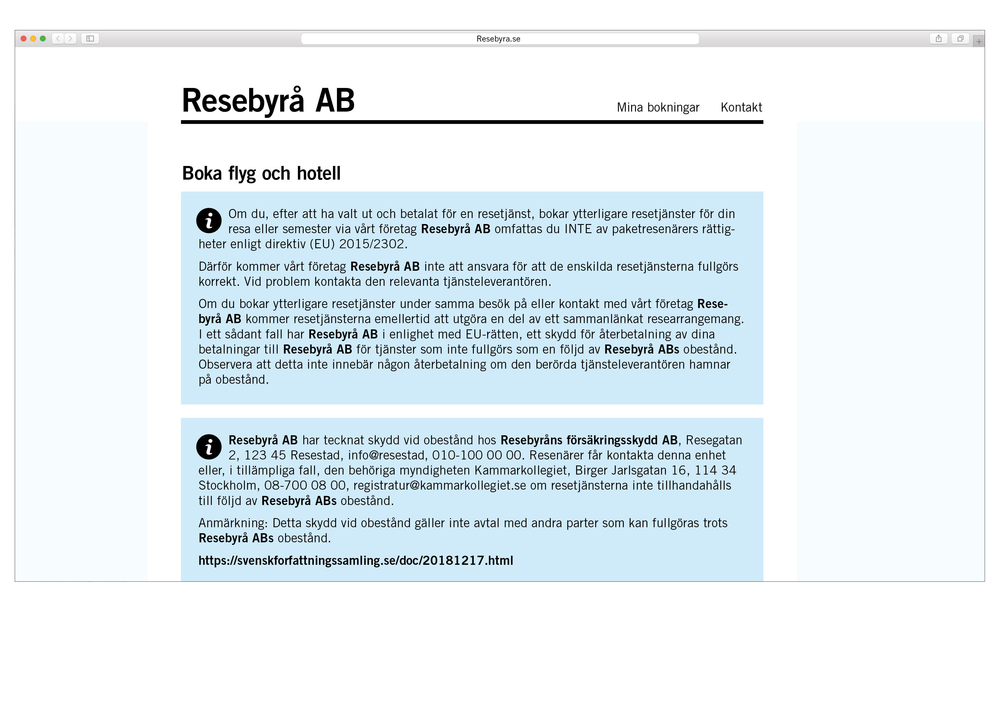 Resebyra.se
Resebyrå AB
Mina bokningar Kontakt
Boka flyg och hotell
Om du, efter att ha valt ut och betalat för en resetjänst, bokar ytterligare resetjänster för din
resa eller semester via vårt företag Resebyrå AB omfattas du INTE av paketresenärers rättig-
heter enligt direktiv (EU) 2015/2302.
Därför kommer vårt företag Resebyrå AB inte att ansvara för att de enskilda resetjänsterna fullgörs
korrekt. Vid problem kontakta den relevanta tjänsteleverantören.
Om du bokar ytterligare resetjänster under samma besök på eller kontakt med vårt företag Rese-
byrå AB kommer resetjänsterna emellertid att utgöra en del av ett sammanlänkat researrangemang.
I ett sådant fall har Resebyrå AB i enlighet med EU-rätten, ett skydd för återbetalning av dina
betalningar till Resebyrå AB för tjänster som inte fullgörs som en följd av Resebyrå ABs obestånd.
Observera att detta inte innebär någon återbetalning om den berörda tjänsteleverantören hamnar
på obestånd.
Resebyrå AB har tecknat skydd vid obestånd hos Resebyråns försäkringsskydd AB, Resegatan
2, 123 45 Resestad, info@resestad, 010-100 00 00. Resenärer får kontakta denna enhet
eller, i tillämpliga fall, den behöriga myndigheten Kammarkollegiet, Birger Jarlsgatan 16, 114 34
Stockholm, 08-700 08 00, registratur@kammarkollegiet.se om resetjänsterna inte tillhandahålls
till följd av Resebyrå ABs obestånd.
Anmärkning: Detta skydd vid obestånd gäller inte avtal med andra parter som kan fullgöras trots
Resebyrå ABs obestånd.
https://svenskforfattningssamling.se/doc/20181217.html